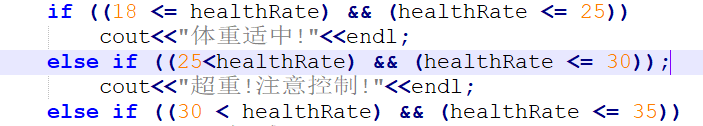 if ((18 <= healthRate) && (healthRate <= 25))
cout<<"体重适中!"<<endl;
else if ((25<healthRate) && (healthRate <= 30));
cout<<"超重!注意控制!"<<endl;
else if ((30 < healthRate) && (healthRate <= 35))